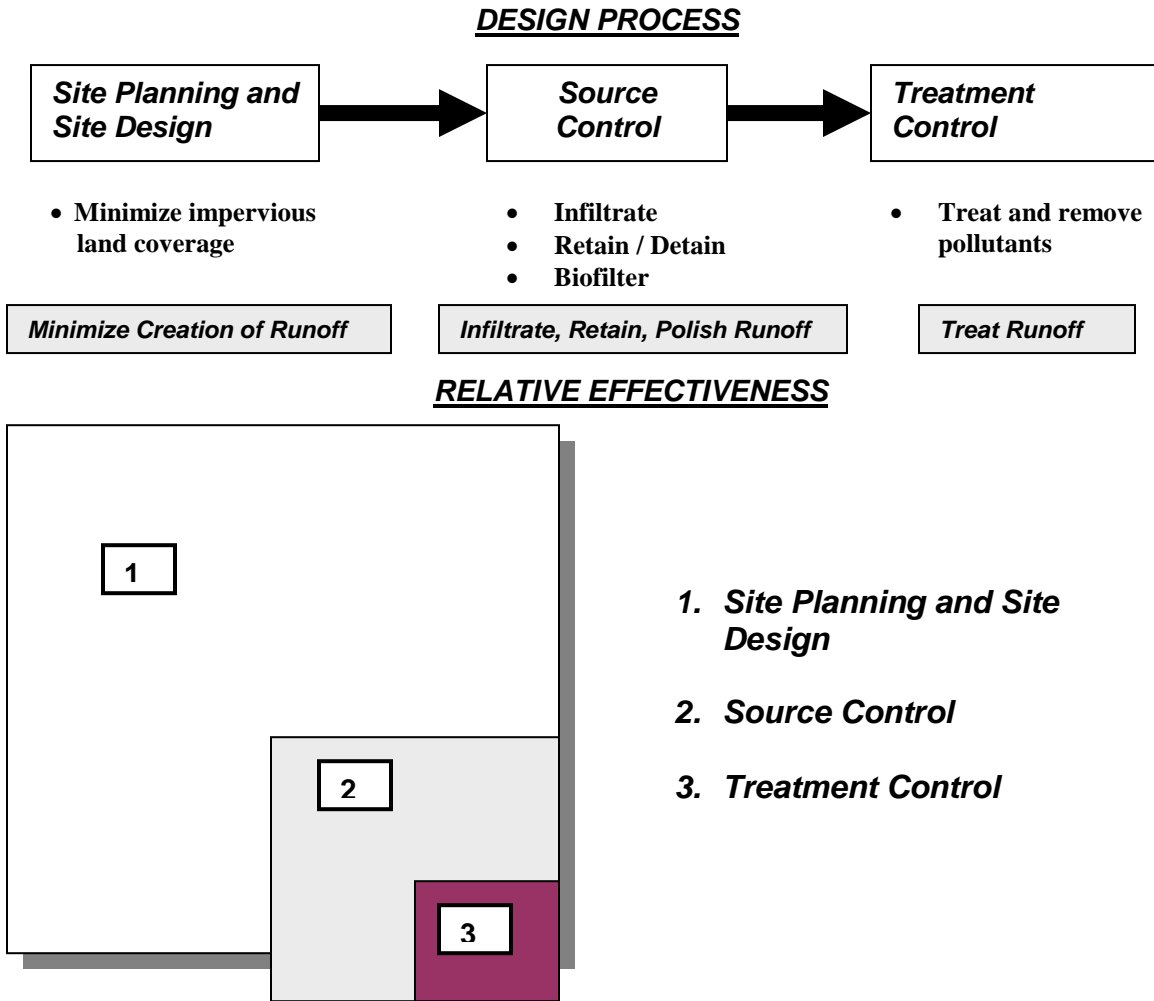 DESIGN PROCESS
Site Planning and
Site Design
Source
Control
Treatment
Control
• Minimize impervious
land coverage
• Infiltrate
• Retain / Detain
• Biofilter
• Treat and remove
pollutants
Minimize Creation of Runoff
Infiltrate, Retain, Polish Runoff
Treat Runoff
RELATIVE EFFECTIVENESS
1
2
3
1. Site Planning and Site
Design
2. Source Control
3. Treatment Control